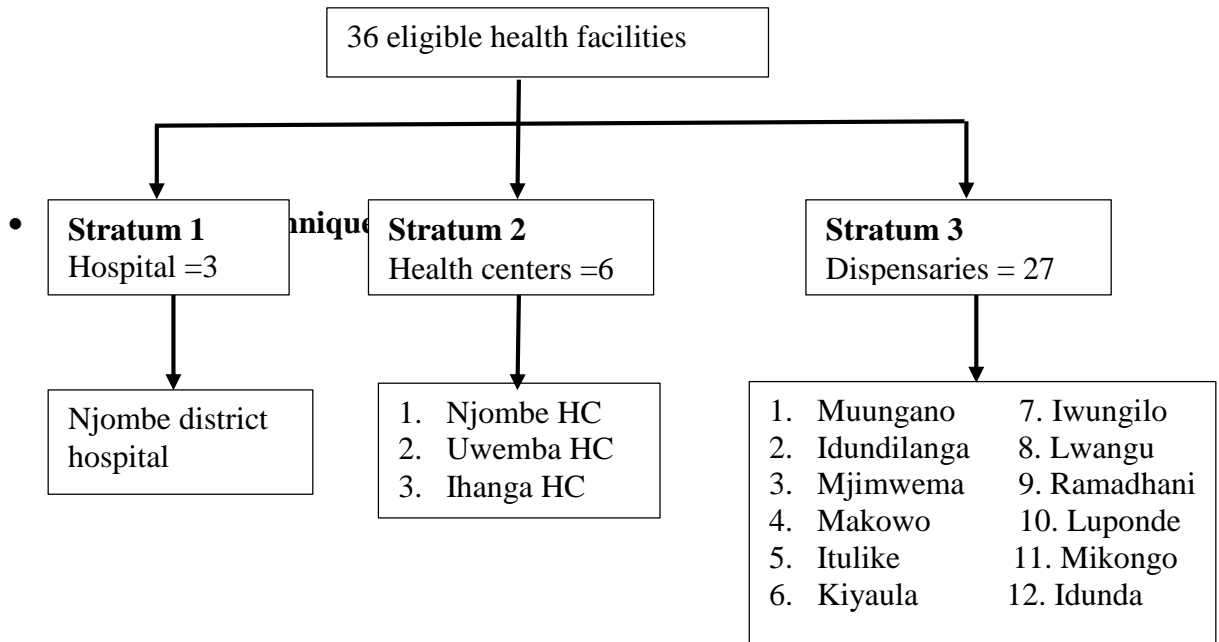 36 eligible health facilities
Stratum 1
Hospital =3
Stratum 2
Health centers =6
Stratum 3
Dispensaries = 27
•
Njombe district
hospital
1. Njombe HC
2. Uwemba HC
3. Ihanga HC
1. Muungano 7. Iwungilo
2. Idundilanga 8. Lwangu
3. Mjimwema 9. Ramadhani
4. Makowo 10. Luponde
5. Itulike 11. Mikongo
6. Kiyaula 12. Idunda